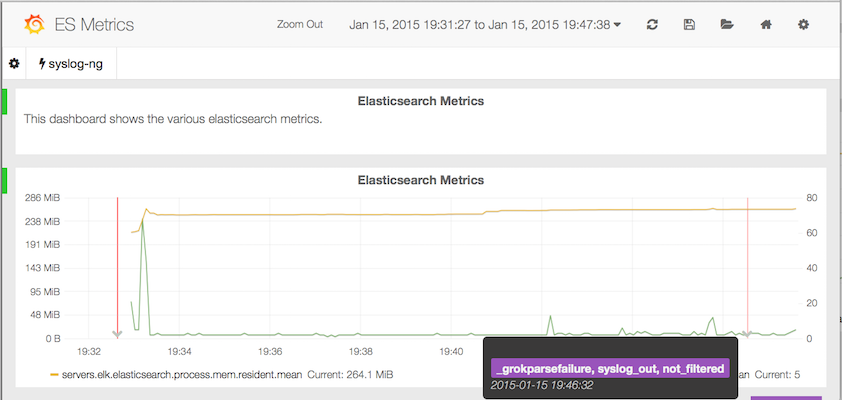 ES Metrics
Zoom Out
Jan 15, 2015 19:31:27 to Jan 15, 2015 19:47:38
syslog-ng
Elasticsearch Metrics
This dashboard shows the various elasticsearch metrics.
Elasticsearch Metrics
286 MiB
238 MiB
191 MiB
143 MiB
95 MiB
48 MiB
0 B
80
60
40
20
0
19:32
19:34
19:36
19:38
19:40
servers.elk.elasticsearch.process.mem.resident.mean Current: 264.1 MiB
Current: 5
_grokparsefailure, syslog_out, not_filtered
2015-01-15 19:46:32